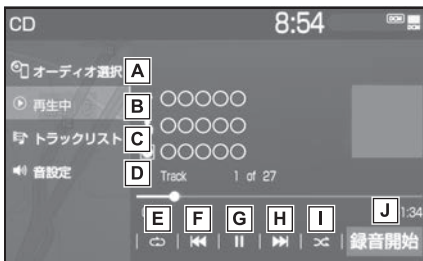 CD 8:54 DCM
オーディオ選択 A
再生中 B ○○○○○
トラックリスト C ○○○○○
音設定 D ○○○○○
Track 1 of 27
E F G H I J 1:34
録音開始